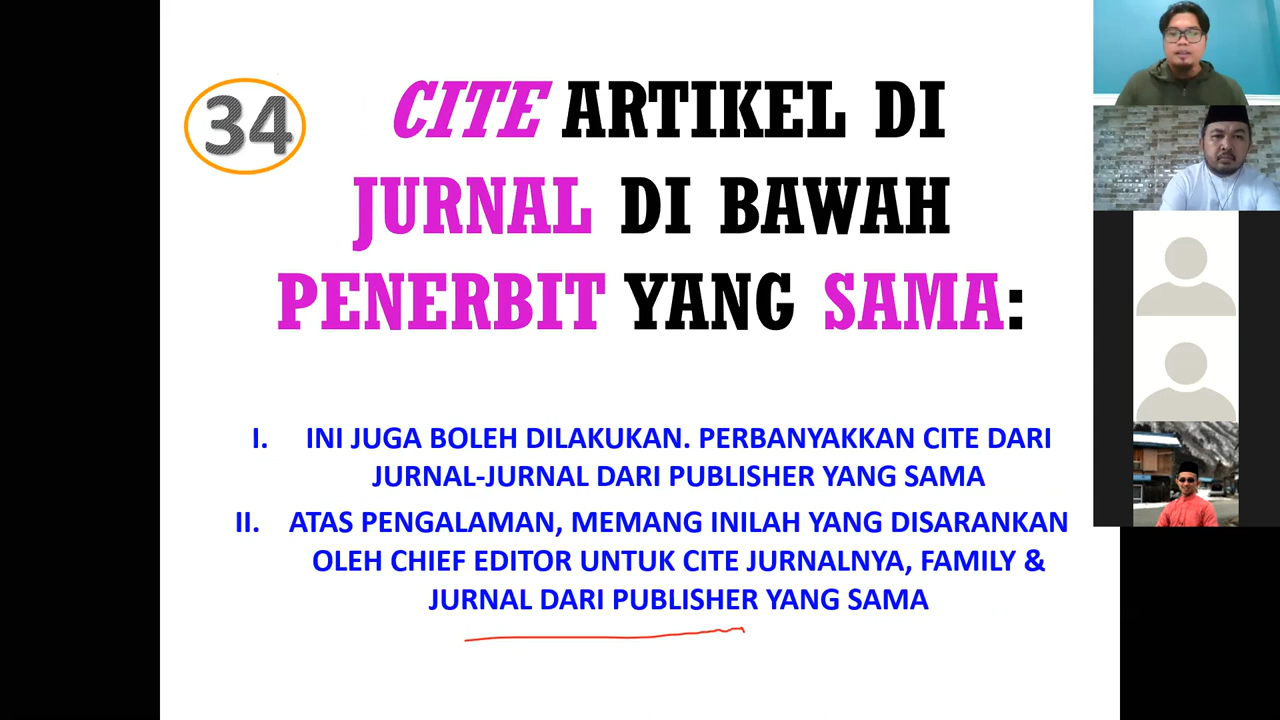 34
CITE ARTIKEL DI
JURNAL DI BAWAH
PENERBIT YANG SAMA:
I. INI JUGA BOLEH DILAKUKAN. PERBANYAKKAN CITE DARI
JURNAL-JURNAL DARI PUBLISHER YANG SAMA
II. ATAS PENGALAMAN, MEMANG INILAH YANG DISARANKAN
OLEH CHIEF EDITOR UNTUK CITE JURNALNYA, FAMILY &
JURNAL DARI PUBLISHER YANG SAMA